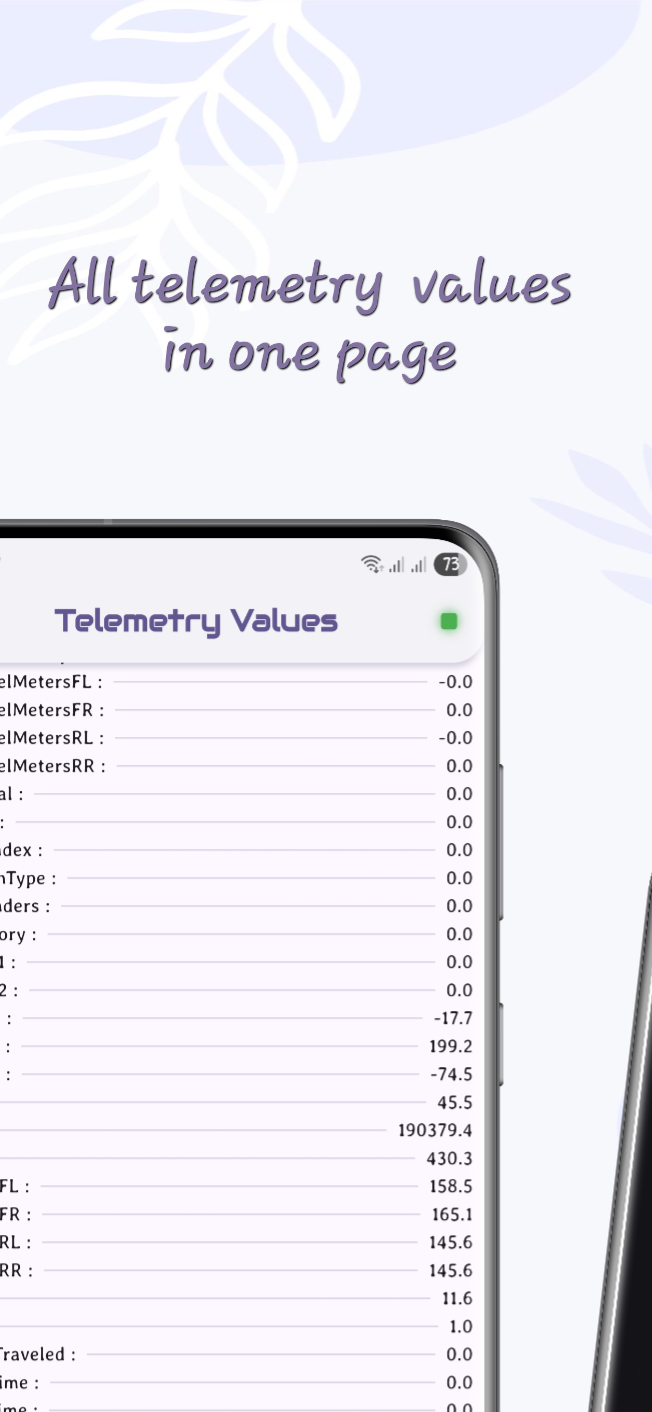 All telemetry values
in one page
73
Telemetry Values
elMetersFL : -0.0
elMetersFR : 0.0
elMetersRL : -0.0
elMetersRR : 0.0
al : 0.0
: 0.0
dex : 0.0
nType : 0.0
ders : 0.0
ory : 0.0
1 : 0.0
2 : 0.0
: -17.7
: 199.2
: -74.5
45.5
190379.4
430.3
FL : 158.5
FR : 165.1
RL : 145.6
RR : 145.6
11.6
1.0
Traveled : 0.0
ime : 0.0
ime : 0.0